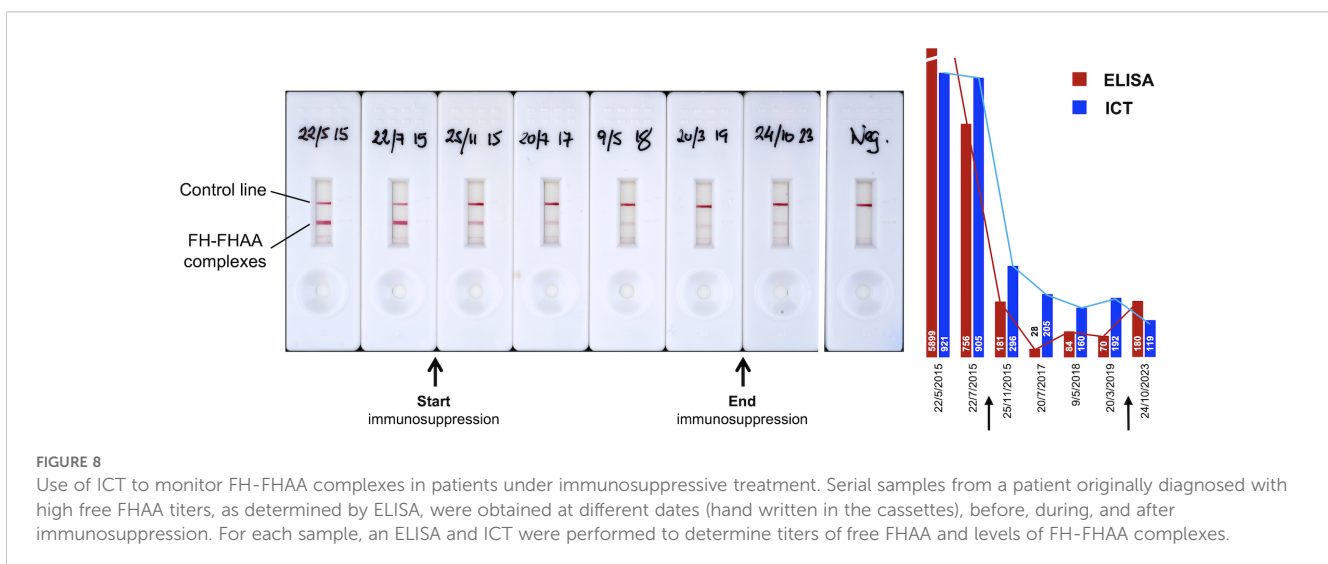 22/5 15
22/7 15
25/11 15
20/7 17
9/5 18
20/3 19
24/10 23
Neg.
Control line
FH-FHAA
complexes
Start
immunosuppression
End
immunosuppression
ELISA
ICT
5899
921
756
905
181
296
28
205
84
160
70
192
180
119
22/5/2015
22/7/2015
25/11/2015
20/7/2017
9/5/2018
20/3/2019
24/10/2023
FIGURE 8
Use of ICT to monitor FH-FHAA complexes in patients under immunosuppressive treatment. Serial samples from a patient originally diagnosed with
high free FHAA titers, as determined by ELISA, were obtained at different dates (hand written in the cassettes), before, during, and after
immunosuppression. For each sample, an ELISA and ICT were performed to determine titers of free FHAA and levels of FH-FHAA complexes.